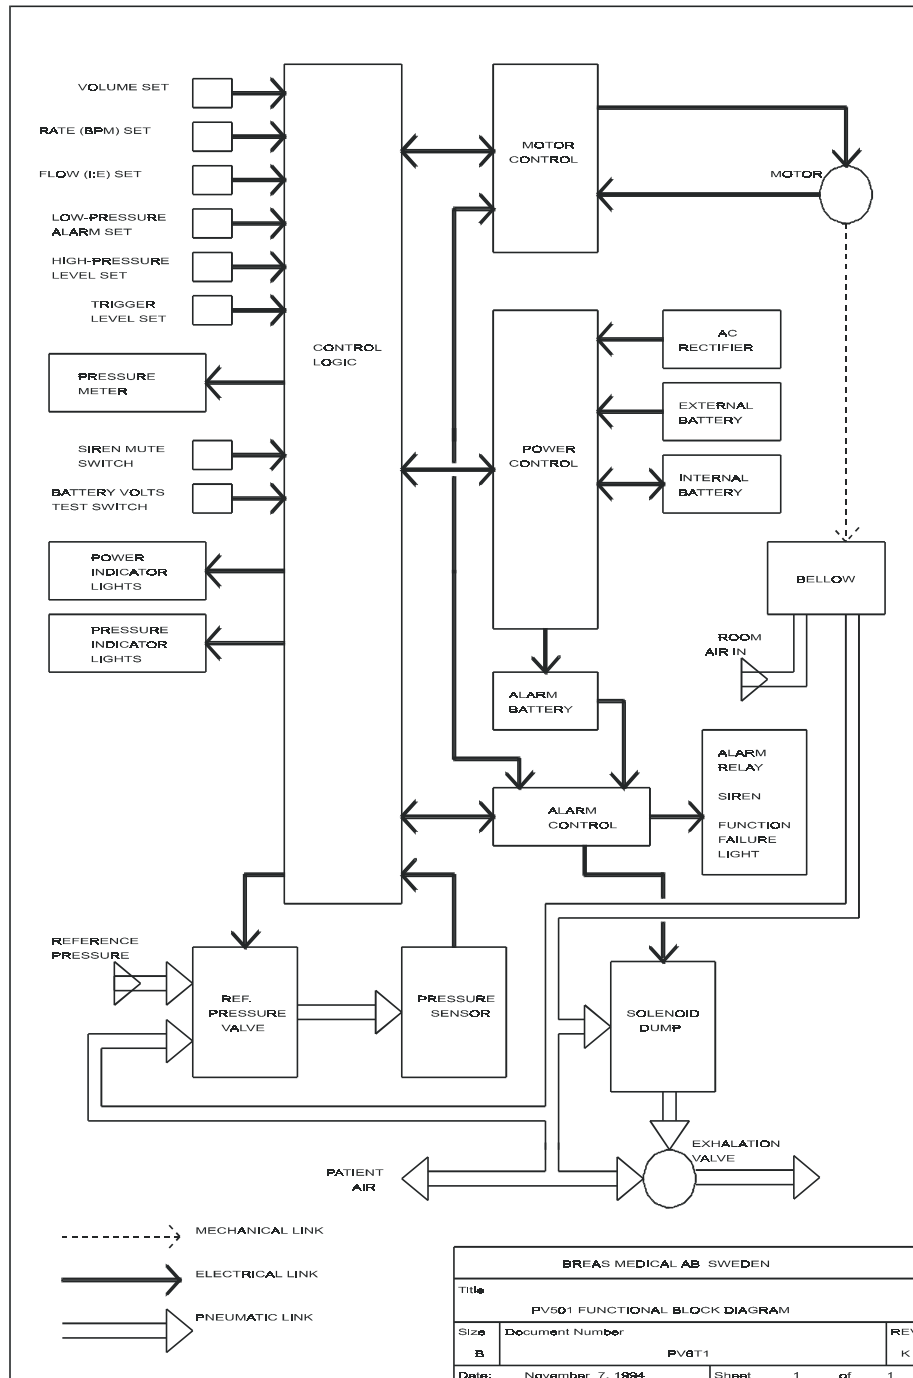 VOLUME SET
RATE (BPM) SET
FLOW (I:E) SET
LOW-PRESSURE
ALARM SET
HIGH-PRESSURE
LEVEL SET
TRIGGER
LEVEL SET
PRESSURE
METER
SIREN MUTE
SWITCH
BATTERY VOLTS
TEST SWITCH
POWER
INDICATOR
LIGHTS
PRESSURE
INDICATOR
LIGHTS
CONTROL
LOGIC
MOTOR
CONTROL
MOTOR
AC
RECTIFIER
EXTERNAL
BATTERY
POWER
CONTROL
INTERNAL
BATTERY
BELLOW
ROOM
AIR IN
ALARM
BATTERY
ALARM
RELAY
SIREN
FUNCTION
FAILURE
LIGHT
ALARM
CONTROL
REFERENCE
PRESSURE
REF.
PRESSURE
VALVE
PRESSURE
SENSOR
SOLENOID
DUMP
EXHALATION
VALVE
PATIENT
AIR
MECHANICAL LINK
ELECTRICAL LINK
PNEUMATIC LINK
BREAS MEDICAL AB SWEDEN
Title
PV501 FUNCTIONAL BLOCK DIAGRAM
Size
B
Document Number
PV6T1
REV
K
Date: November 7, 1994
Sheet 1 of 1